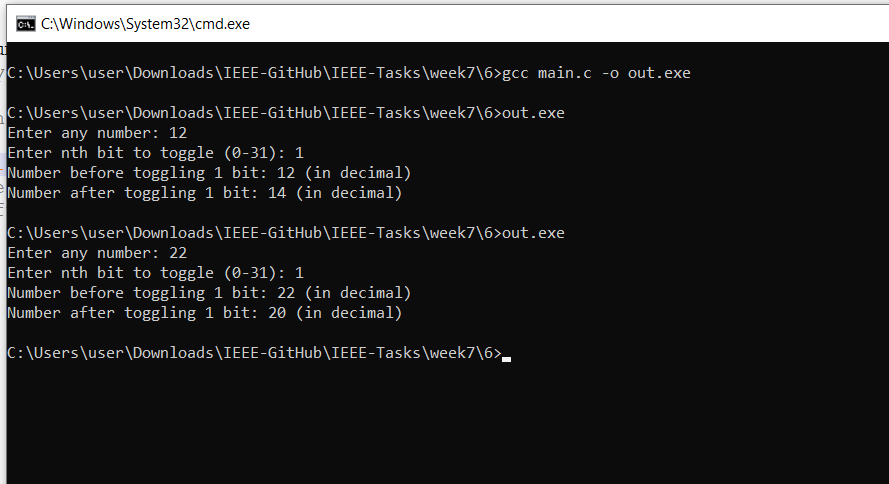 C:\Windows\System32\cmd.exe
C:\Users\user\Downloads\IEEE-GitHub\IEEE-Tasks\week7\6>gcc main.c -o out.exe
C:\Users\user\Downloads\IEEE-GitHub\IEEE-Tasks\week7\6>out.exe
Enter any number: 12
Enter nth bit to toggle (0-31): 1
Number before toggling 1 bit: 12 (in decimal)
Number after toggling 1 bit: 14 (in decimal)
C:\Users\user\Downloads\IEEE-GitHub\IEEE-Tasks\week7\6>out.exe
Enter any number: 22
Enter nth bit to toggle (0-31): 1
Number before toggling 1 bit: 22 (in decimal)
Number after toggling 1 bit: 20 (in decimal)
C:\Users\user\Downloads\IEEE-GitHub\IEEE-Tasks\week7\6>